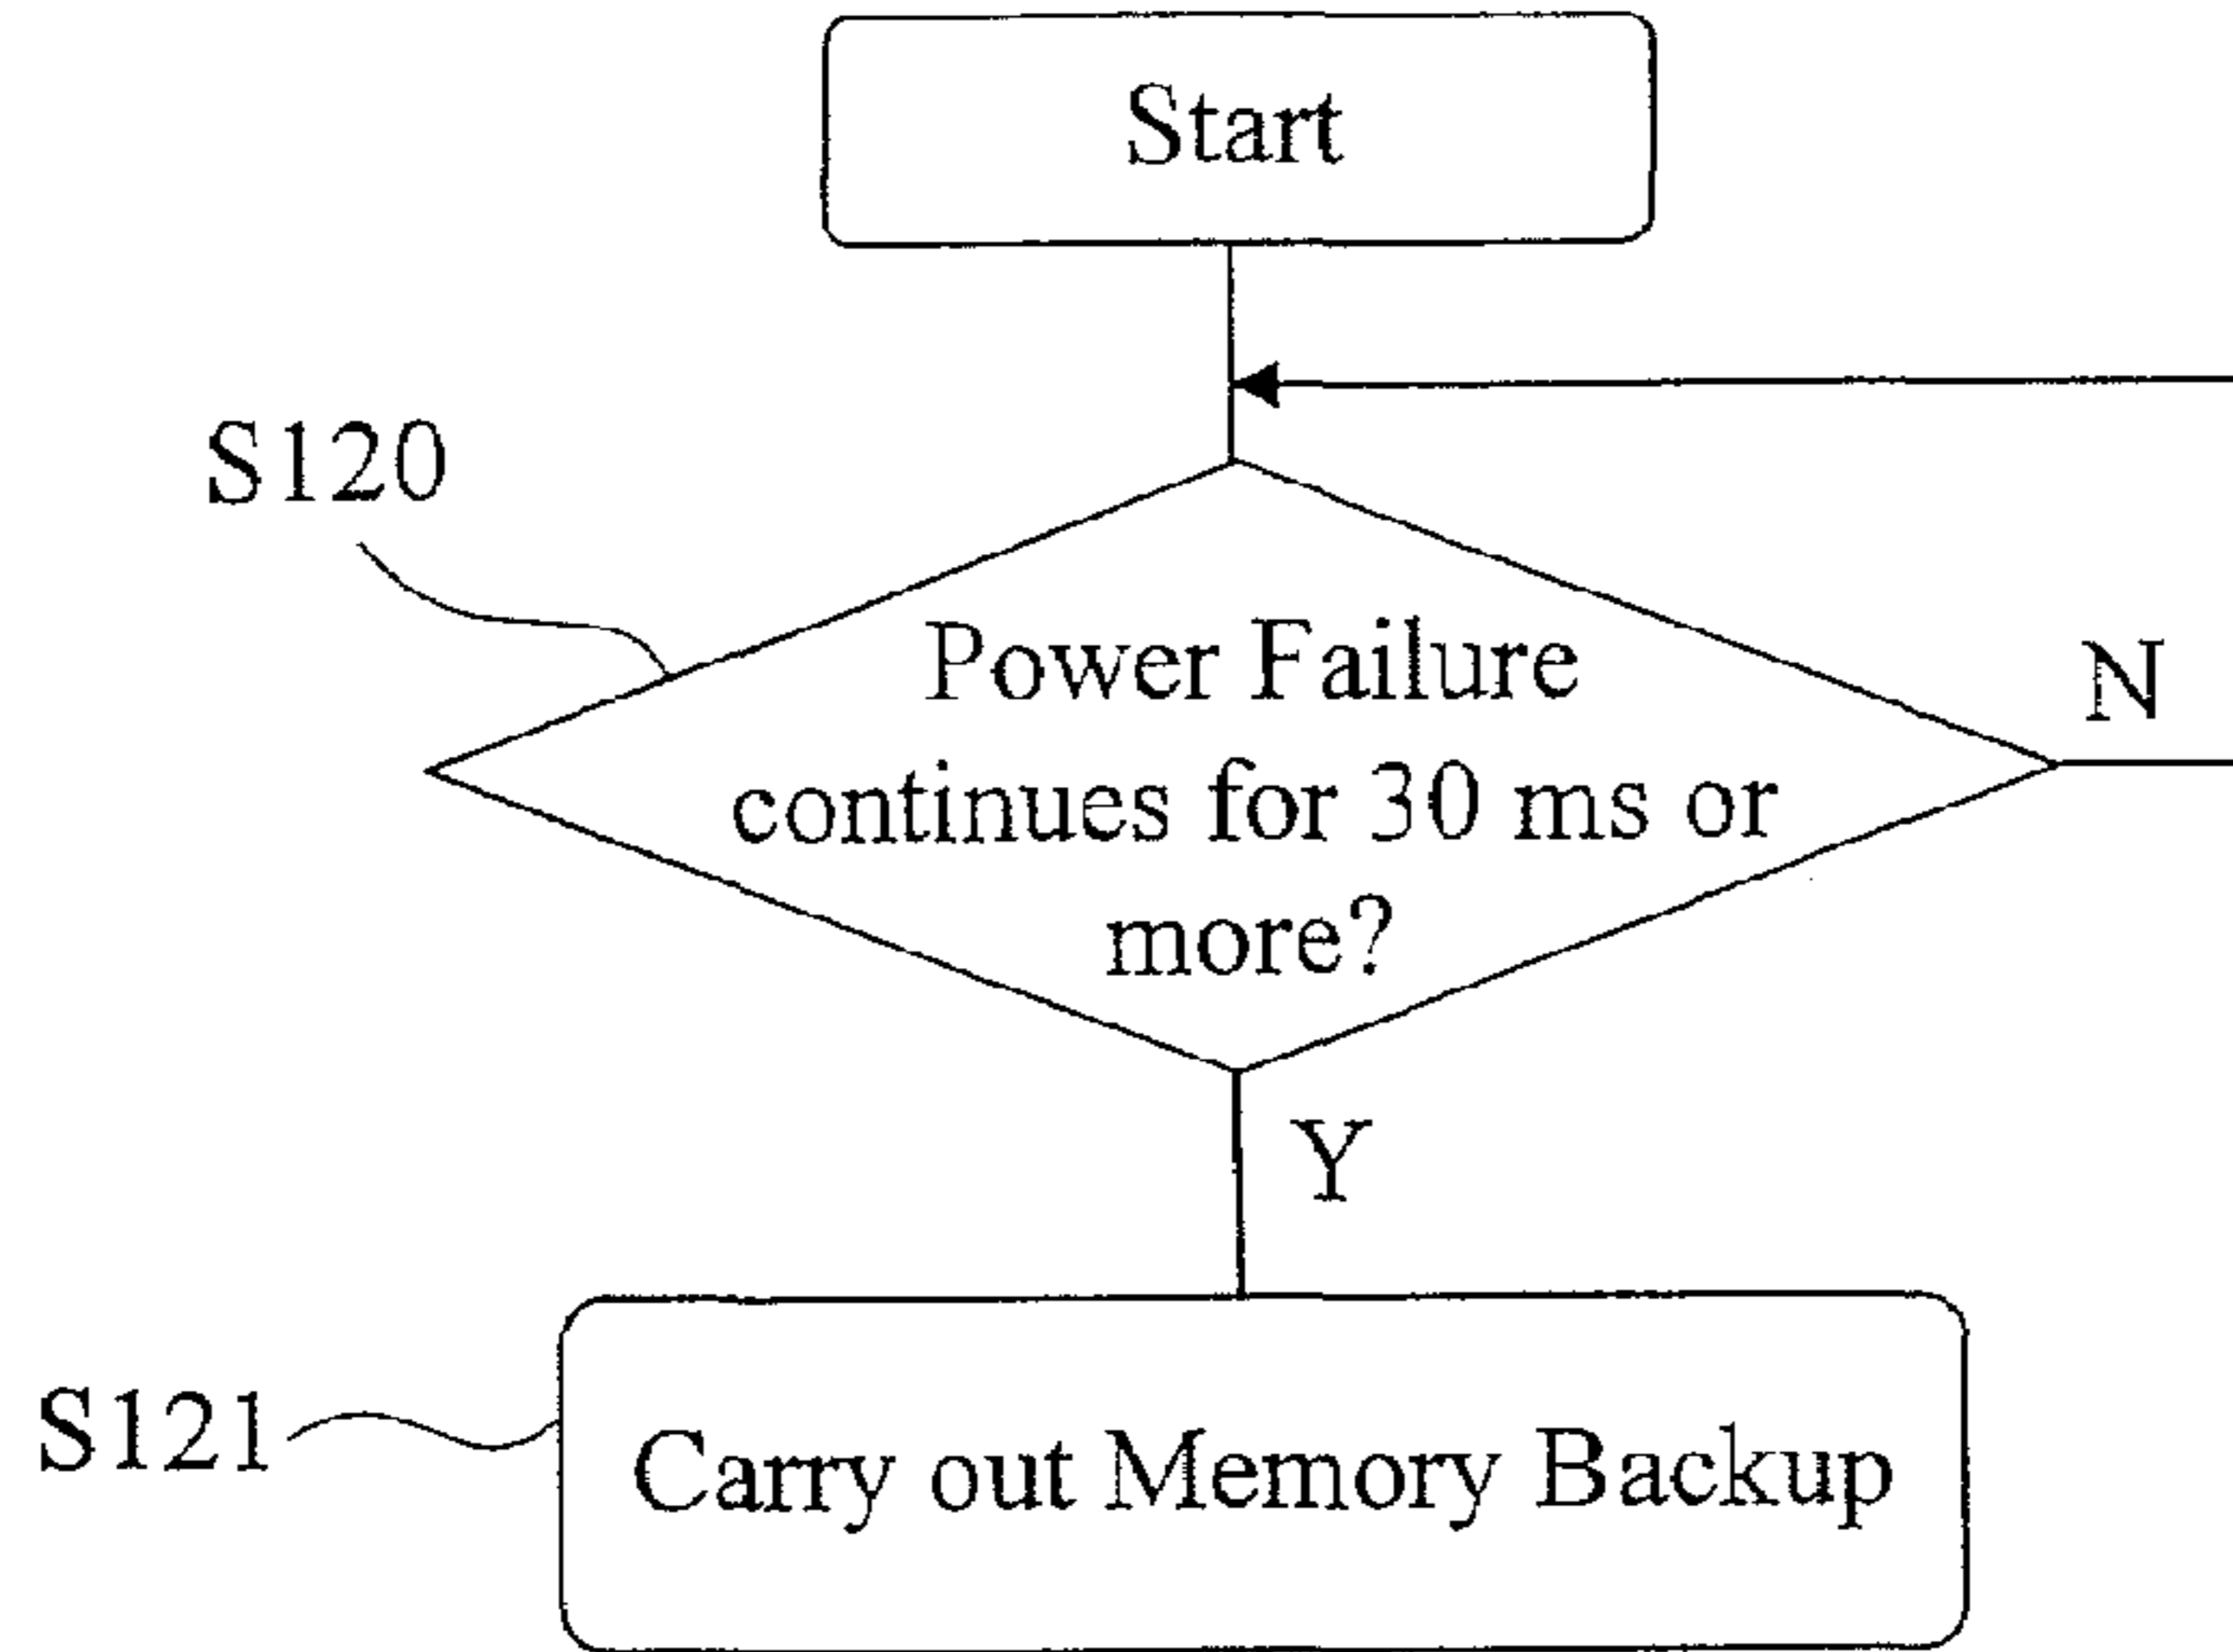 Start
S120
Power Failure
continues for 30 ms or
more?
N
Y
S121
Carry out Memory Backup